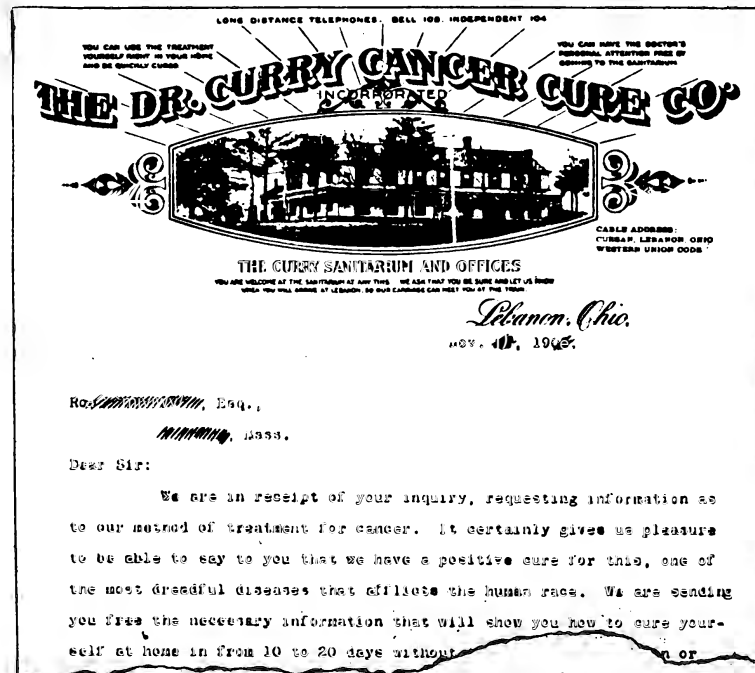 LONG DISTANCE TELEPHONES. BELL 108. INDEPENDENT 104
YOU CAN USE THE TREATMENT
YOURSELF RIGHT IN YOUR HOME
AND BE QUICKLY CURED
YOU CAN HAVE THE DOCTOR'S
PERSONAL ATTENTION FREE BY
COMING TO THE SANITARIUM
THE DR. CURRY CANCER CURE CO.
INCORPORATED
CABLE ADDRESS:
CURCAN, LEBANON, OHIO
WESTERN UNION CODE
THE CURRY SANITARIUM AND OFFICES
YOU ARE WELCOME AT THE SANITARIUM AT ANY TIME. WE ASK THAT YOU BE SURE AND LET US KNOW
WHEN YOU WILL ARRIVE AT LEBANON, SO OUR CARRIAGE CAN MEET YOU AT THE TRAIN
Lebanon, Ohio,
Nov.
Ro , Esq.,
, Mass.
Dear Sir:
We are in receipt of your inquiry, requesting information as
to our method of treatment for cancer. It certainly gives us pleasure
to be able to say to you that we have a positive cure for this, one of
the most dreadful diseases that afflicts the human race. We are sending
you free the necessary information that will show you how to cure your-
self at home in from 10 to 20 days without n or